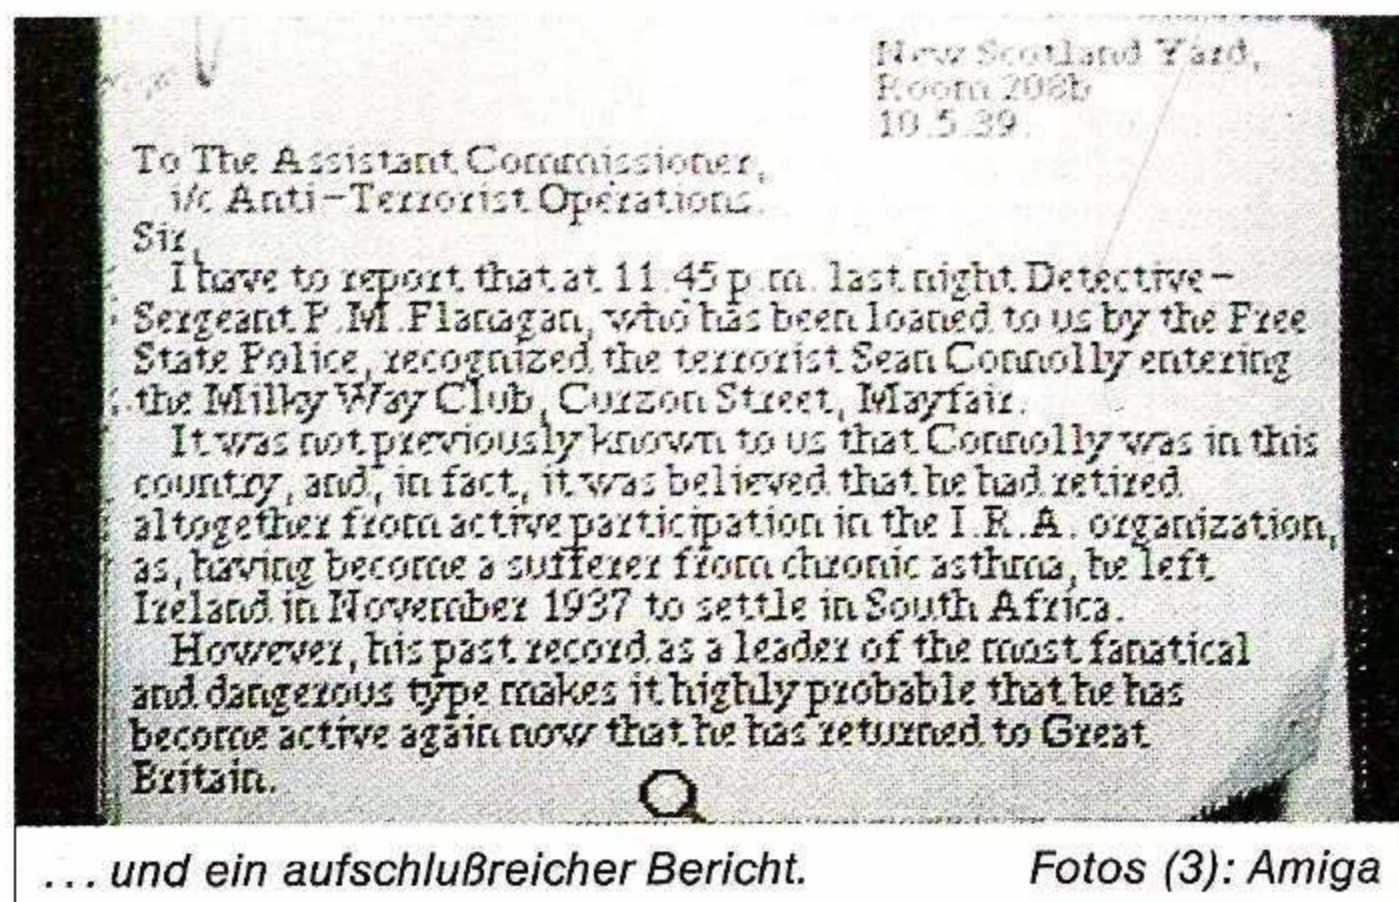 New Scotland Yard,
Room 208b
10.5.39.
To The Assistant Commissioner,
i/c Anti-Terrorist Operations.
Sir,
I have to report that at 11.45 p.m. last night Detective-
Sergeant P.M.Flanagan, who has been loaned to us by the Free
State Police, recognized the terrorist Sean Connolly entering
the Milky Way Club, Curzon Street, Mayfair.
It was not previously known to us that Connolly was in this
country, and, in fact, it was believed that he had retired
altogether from active participation in the I.R.A. organization,
as, having become a sufferer from chronic asthma, he left
Ireland in November 1937 to settle in South Africa.
However, his past record as a leader of the most fanatical
and dangerous type makes it highly probable that he has
become active again now that he has returned to Great
Britain.
... und ein aufschlußreicher Bericht. Fotos (3): Amiga